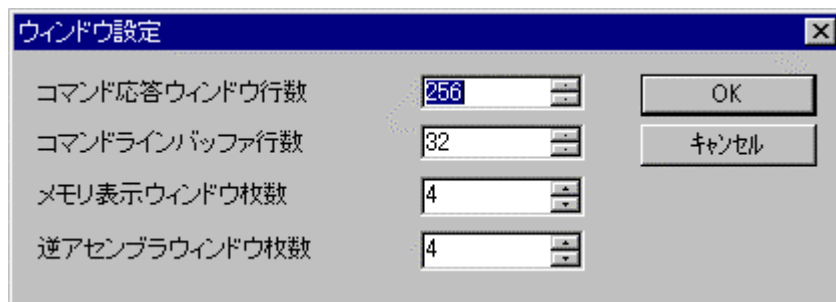 ウィンドウ設定
コマンド応答ウィンドウ行数 256 OK
コマンドラインバッファ行数 32 キャンセル
メモリ表示ウィンドウ枚数 4
逆アセンブラウィンドウ枚数 4